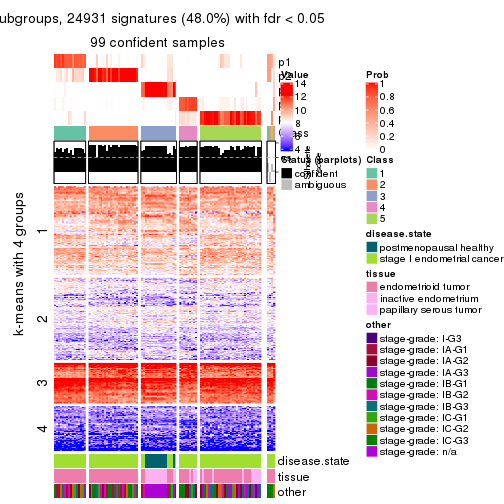 ubgroups, 24931 signatures (48.0%) with fdr < 0.05
99 confident samples
p1
p2
Value
14
12
10
8
6
4
Prob
1
0.8
0.6
0.4
0.2
0
Status (barplots)
confident
ambiguous
Class
1
2
3
4
5
disease.state
postmenopausal healthy
stage I endometrial cancer
tissue
endometrioid tumor
inactive endometrium
papillary serous tumor
other
stage-grade: I-G3
stage-grade: IA-G1
stage-grade: IA-G2
stage-grade: IA-G3
stage-grade: IB-G1
stage-grade: IB-G2
stage-grade: IB-G3
stage-grade: IC-G1
stage-grade: IC-G2
stage-grade: IC-G3
stage-grade: n/a
k-means with 4 groups
1
2
3
4
disease.state
tissue
other